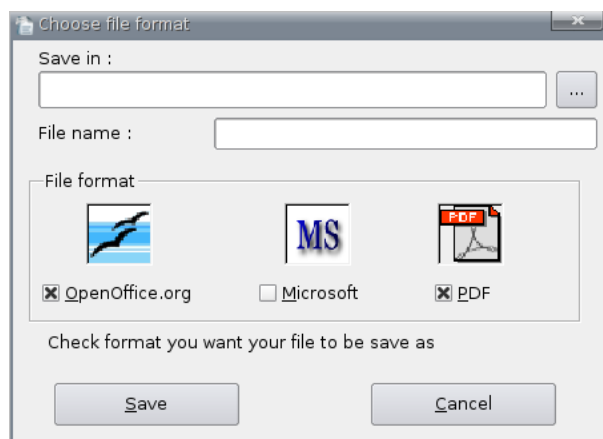 Choose file format
Save in :
...
File name :
File format
MS
PDF
OpenOffice.org
Microsoft
PDF
Check format you want your file to be save as
Save
Cancel